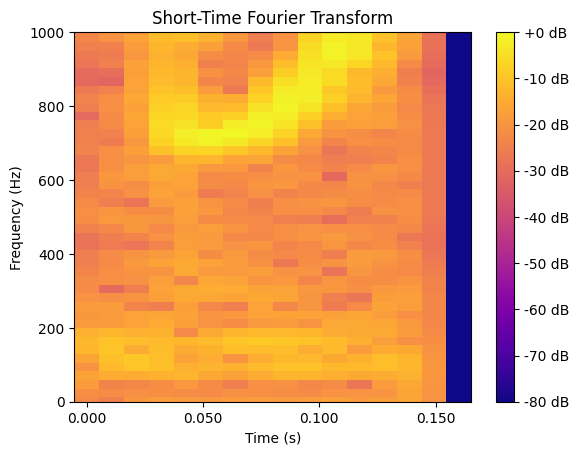 Short-Time Fourier Transform
1000
800
600
400
200
0
Frequency (Hz)
0.000
0.050
0.100
0.150
Time (s)
+0 dB
-10 dB
-20 dB
-30 dB
-40 dB
-50 dB
-60 dB
-70 dB
-80 dB